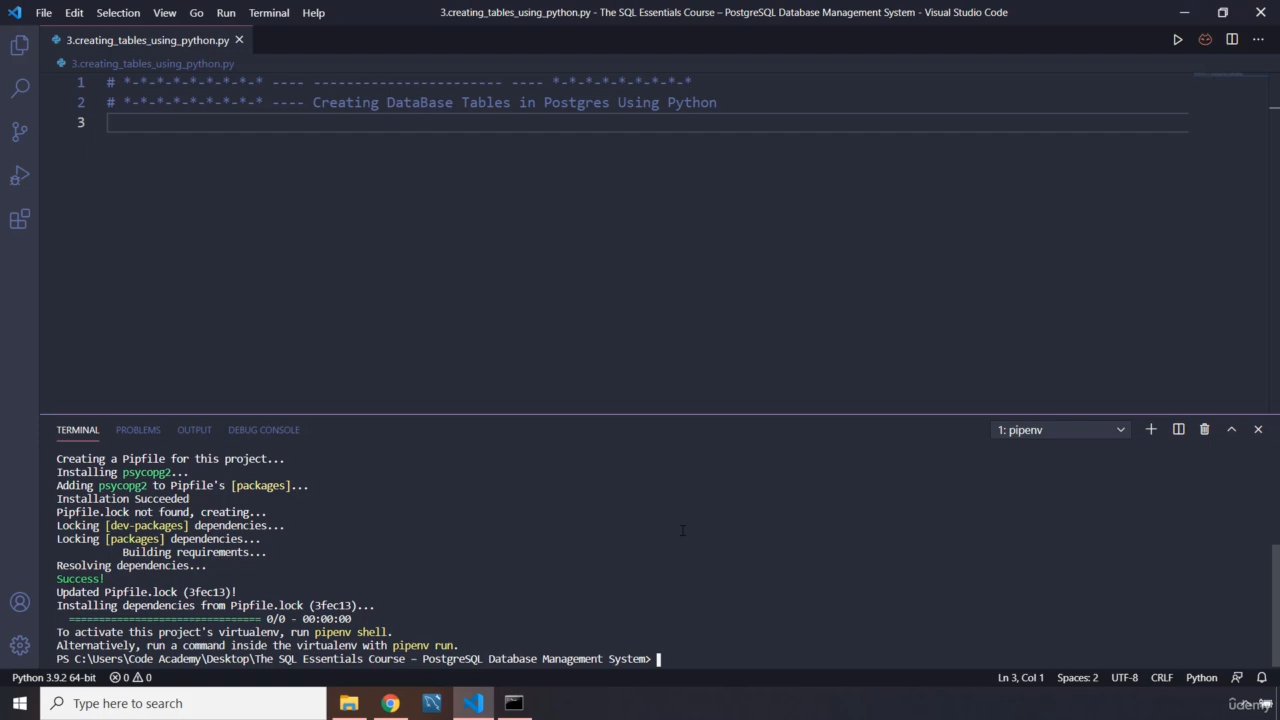 File Edit Selection View Go Run Terminal Help 3.creating_tables_using_python.py - The SQL Essentials Course – PostgreSQL Database Management System - Visual Studio Code
3.creating_tables_using_python.py
3.creating_tables_using_python.py
1 # *-*-*-*-*-*-*-* ---- ----------------------- ---- *-*-*-*-*-*-*-*
2 # *-*-*-*-*-*-*-* ---- Creating DataBase Tables in Postgres Using Python
3
TERMINAL PROBLEMS OUTPUT DEBUG CONSOLE 1: pipenv
Creating a Pipfile for this project...
Installing psycopg2...
Adding psycopg2 to Pipfile's [packages]...
Installation Succeeded
Pipfile.lock not found, creating...
Locking [dev-packages] dependencies...
Locking [packages] dependencies...
Building requirements...
Resolving dependencies...
Success!
Updated Pipfile.lock (3fec13)!
Installing dependencies from Pipfile.lock (3fec13)...
================================ 0/0 - 00:00:00
To activate this project's virtualenv, run pipenv shell.
Alternatively, run a command inside the virtualenv with pipenv run.
PS C:\Users\Code Academy\Desktop\The SQL Essentials Course – PostgreSQL Database Management System>
Python 3.9.2 64-bit 0 0 Ln 3, Col 1 Spaces: 2 UTF-8 CRLF Python
Type here to search
Udemy